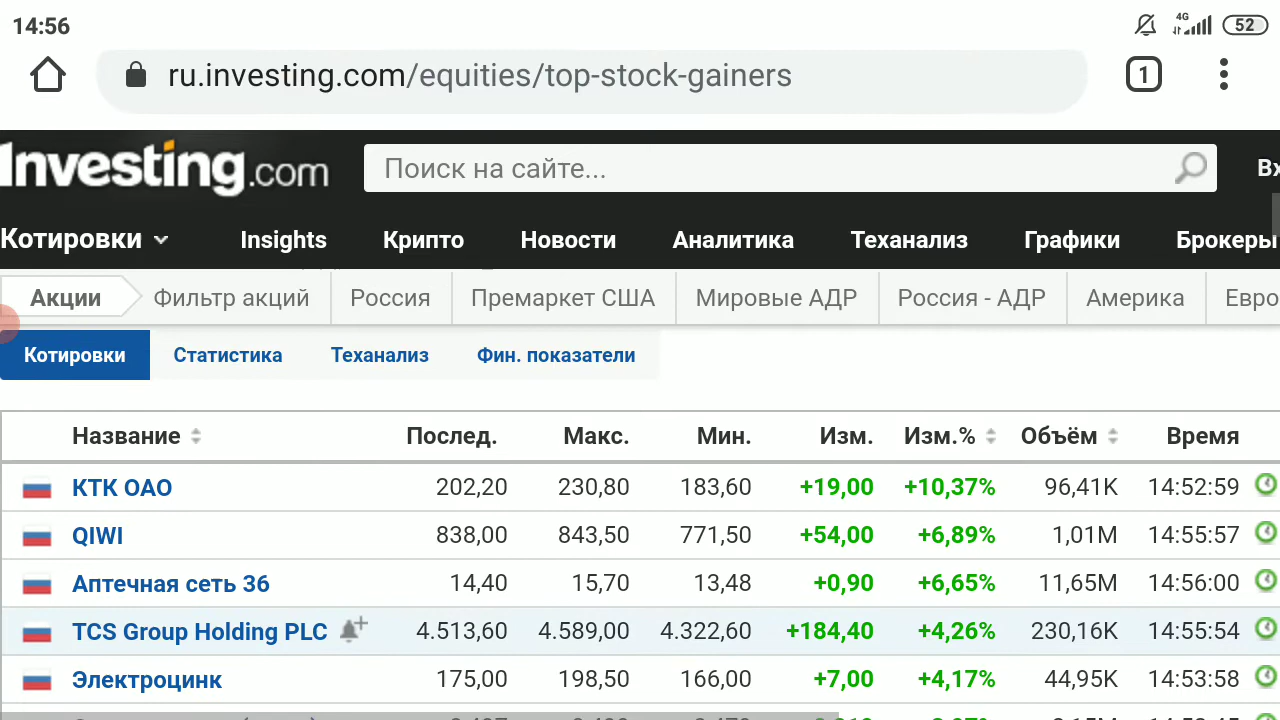 14:56 4G 52
ru.investing.com/equities/top-stock-gainers 1
Investing.com Поиск на сайте... Вх
Котировки Insights Крипто Новости Аналитика Теханализ Графики Брокеры
Акции Фильтр акций Россия Премаркет США Мировые АДР Россия - АДР Америка Евро
Котировки Статистика Теханализ Фин. показатели
Название Послед. Макс. Мин. Изм. Изм.% Объём Время
КТК ОАО 202,20 230,80 183,60 +19,00 +10,37% 96,41K 14:52:59
QIWI 838,00 843,50 771,50 +54,00 +6,89% 1,01M 14:55:57
Аптечная сеть 36 14,40 15,70 13,48 +0,90 +6,65% 11,65M 14:56:00
TCS Group Holding PLC 4.513,60 4.589,00 4.322,60 +184,40 +4,26% 230,16K 14:55:54
Электроцинк 175,00 198,50 166,00 +7,00 +4,17% 44,95K 14:53:58